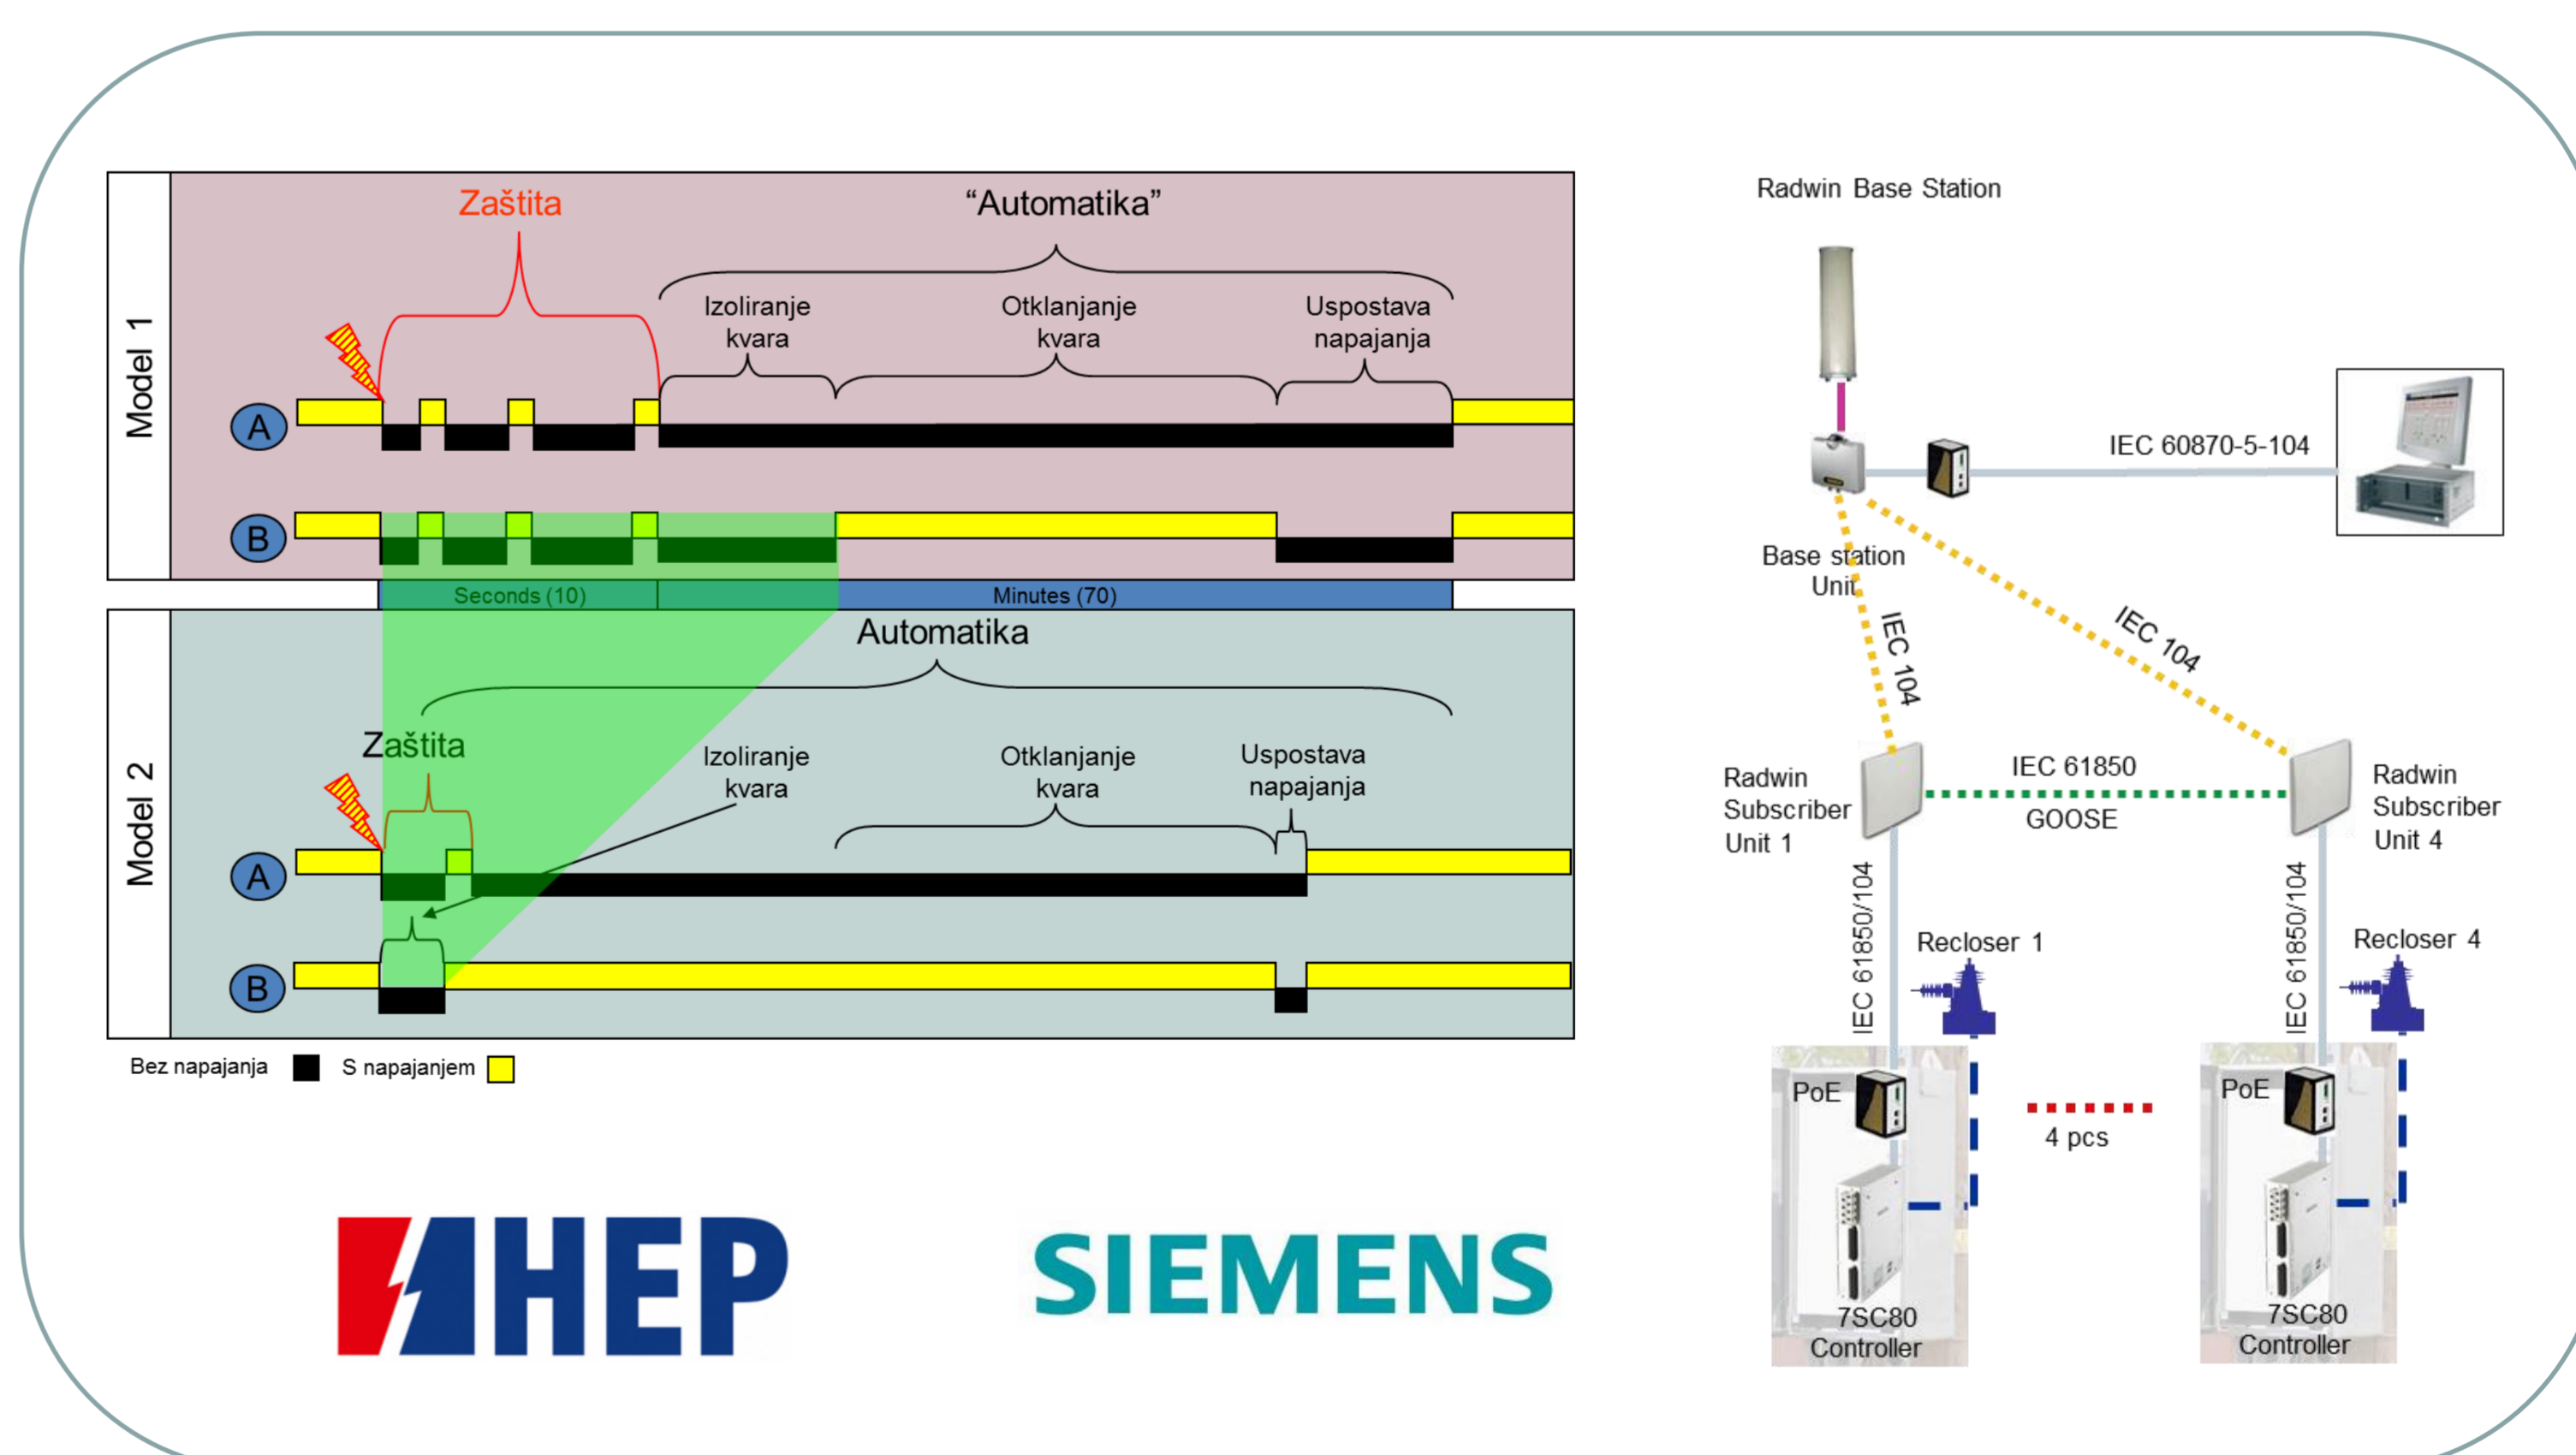 Model 1
Zaštita
“Automatika”
Izoliranje
kvara
Otklanjanje
kvara
Uspostava
napajanja
A
B
Seconds (10)
Minutes (70)
Model 2
Automatika
Zaštita
Izoliranje
kvara
Otklanjanje
kvara
Uspostava
napajanja
A
B
Bez napajanja
S napajanjem
HEP
SIEMENS
Radwin Base Station
IEC 60870-5-104
Base station
Unit
IEC 104
IEC 104
Radwin
Subscriber
Unit 1
IEC 61850
GOOSE
Radwin
Subscriber
Unit 4
IEC 61850/104
Recloser 1
IEC 61850/104
Recloser 4
PoE
4 pcs
PoE
7SC80
Controller
7SC80
Controller